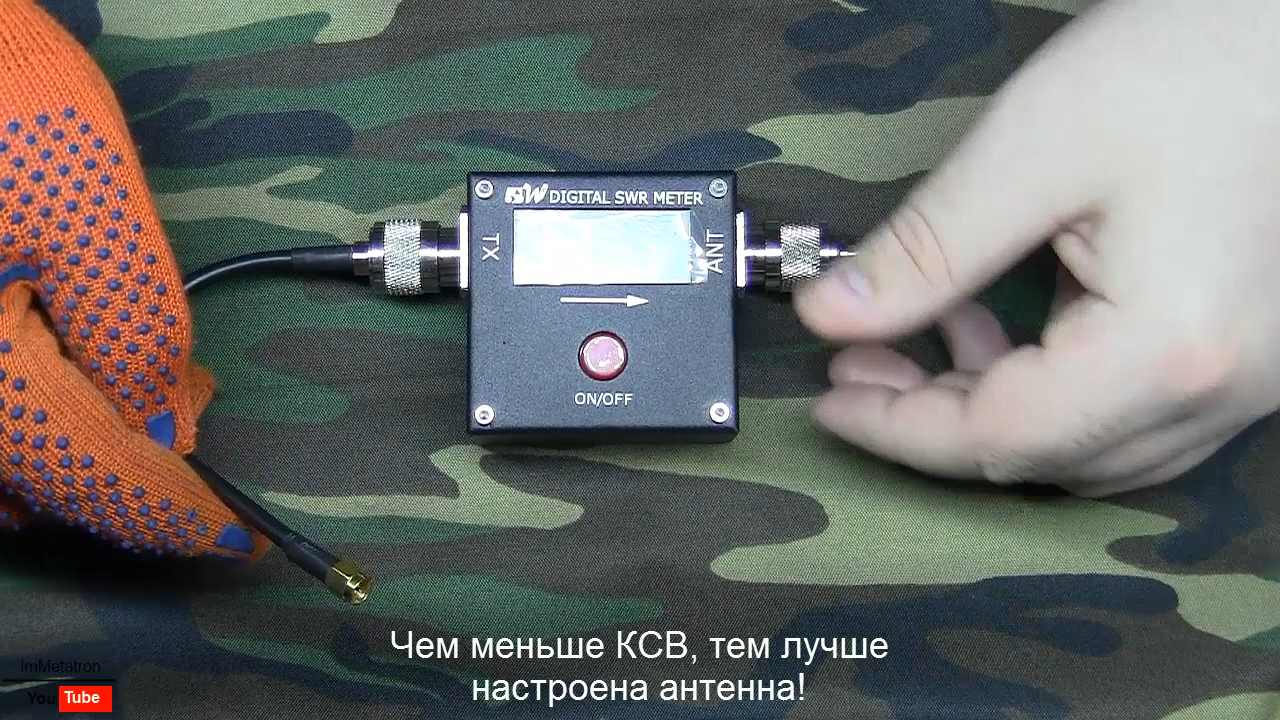 DIGITAL SWR METER
TX
ANT
ON/OFF
Чем меньше КСВ, тем лучше
настроена антенна!
ImMetatron
YouTube